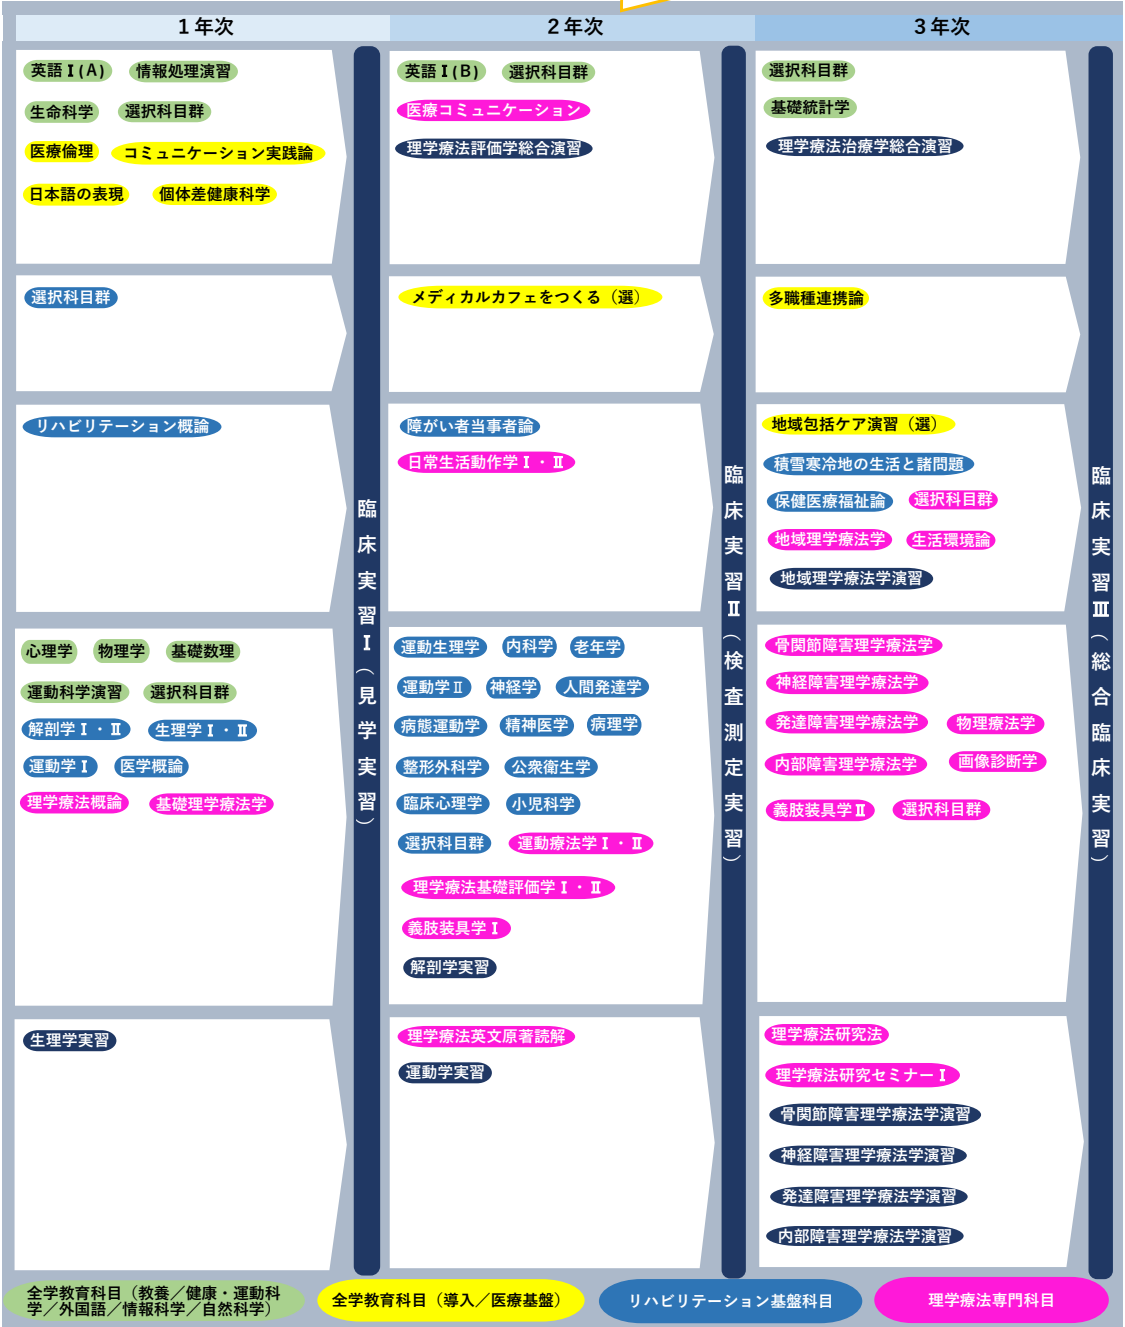 1年次
2年次
3年次
英語Ⅰ(A) 情報処理演習
生命科学 選択科目群
医療倫理 コミュニケーション実践論
日本語の表現 個体差健康科学
選択科目群
リハビリテーション概論
心理学 物理学 基礎数理
運動科学演習 選択科目群
解剖学Ⅰ・Ⅱ 生理学Ⅰ・Ⅱ
運動学Ⅰ 医学概論
理学療法概論 基礎理学療法学
生理学実習
臨床実習Ⅰ（見学実習）
英語Ⅰ(B) 選択科目群
医療コミュニケーション
理学療法評価学総合演習
メディカルカフェをつくる（選）
障がい者当事者論
日常生活動作学Ⅰ・Ⅱ
運動生理学 内科学 老年学
運動学Ⅱ 神経学 人間発達学
病態運動学 精神医学 病理学
整形外科学 公衆衛生学
臨床心理学 小児科学
選択科目群 運動療法学Ⅰ・Ⅱ
理学療法基礎評価学Ⅰ・Ⅱ
義肢装具学Ⅰ
解剖学実習
理学療法英文原著読解
運動学実習
臨床実習Ⅱ（検査測定実習）
選択科目群
基礎統計学
理学療法治療学総合演習
多職種連携論
地域包括ケア演習（選）
積雪寒冷地の生活と諸問題
保健医療福祉論 選択科目群
地域理学療法学 生活環境論
地域理学療法学演習
骨関節障害理学療法学
神経障害理学療法学
発達障害理学療法学 物理療法学
内部障害理学療法学 画像診断学
義肢装具学Ⅱ 選択科目群
理学療法研究法
理学療法研究セミナーⅠ
骨関節障害理学療法学演習
神経障害理学療法学演習
発達障害理学療法学演習
内部障害理学療法学演習
臨床実習Ⅲ（総合臨床実習）
全学教育科目（教養／健康・運動科
学／外国語／情報科学／自然科学）
全学教育科目（導入／医療基盤）
リハビリテーション基盤科目
理学療法専門科目